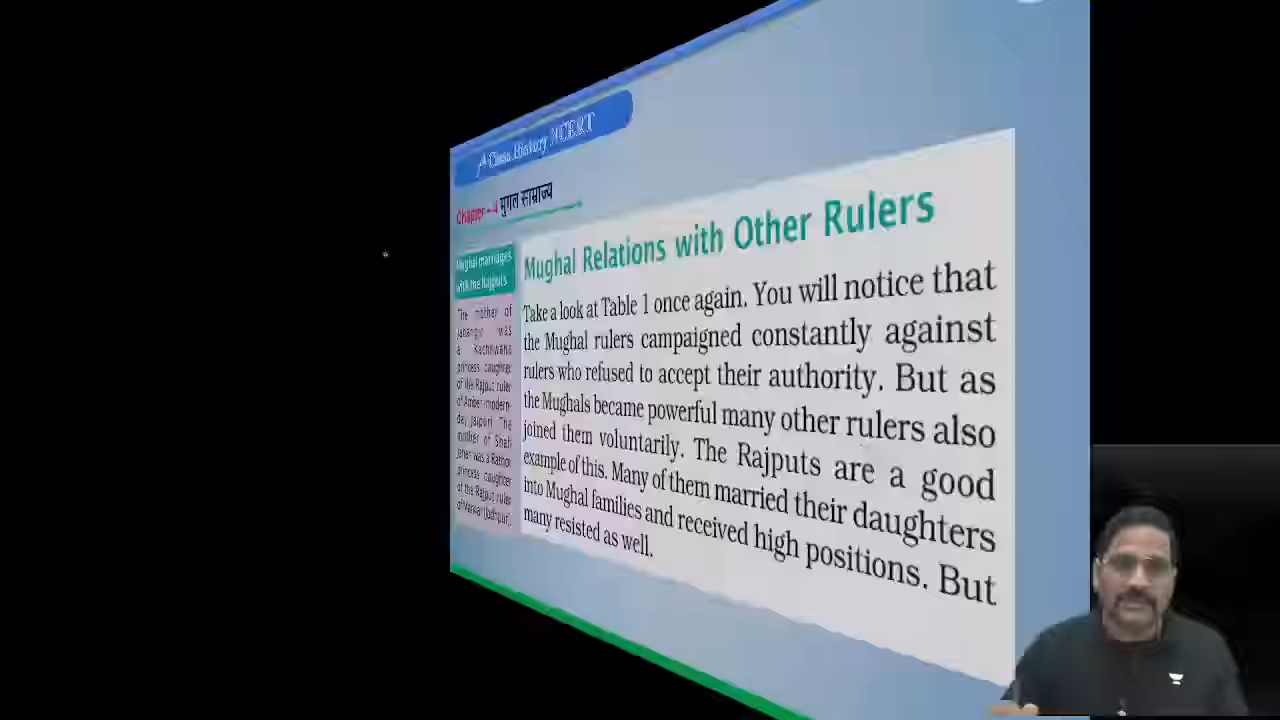 7th Class History NCERT
Chapter-4 मुगल साम्राज्य
Mughal marriages
with the Rajputs
The mother of
Jehangir was
a Kachhwaha
princess, daughter
of the Rajput ruler
of Amber (modern-
day Jaipur). The
mother of Shah
Jahan was a Rathor
princess, daughter
of the Rajput ruler
of Marwar (Jodhpur).
Mughal Relations with Other Rulers
Take a look at Table 1 once again. You will notice that
the Mughal rulers campaigned constantly against
rulers who refused to accept their authority. But as
the Mughals became powerful many other rulers also
joined them voluntarily. The Rajputs are a good
example of this. Many of them married their daughters
into Mughal families and received high positions. But
many resisted as well.